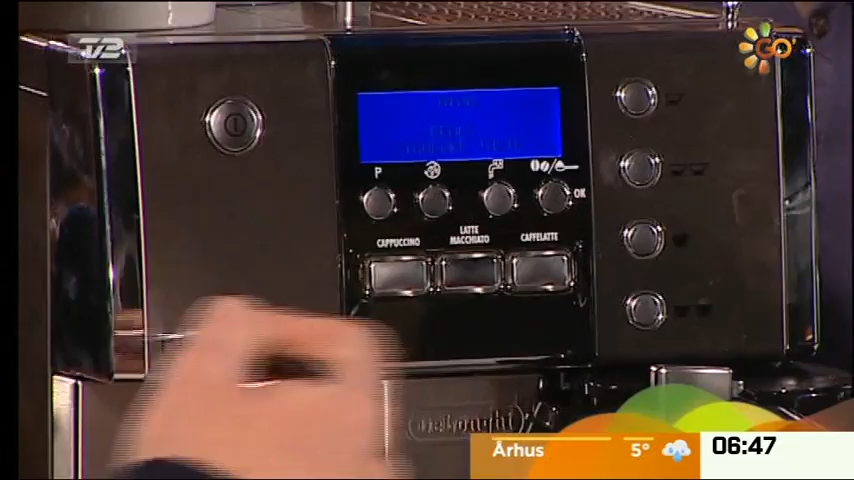 TV2
GO'
P
OK
CAPPUCCINO
LATTE MACCHIATO
CAFFELATTE
DeLonghi
Århus 5°
06:47